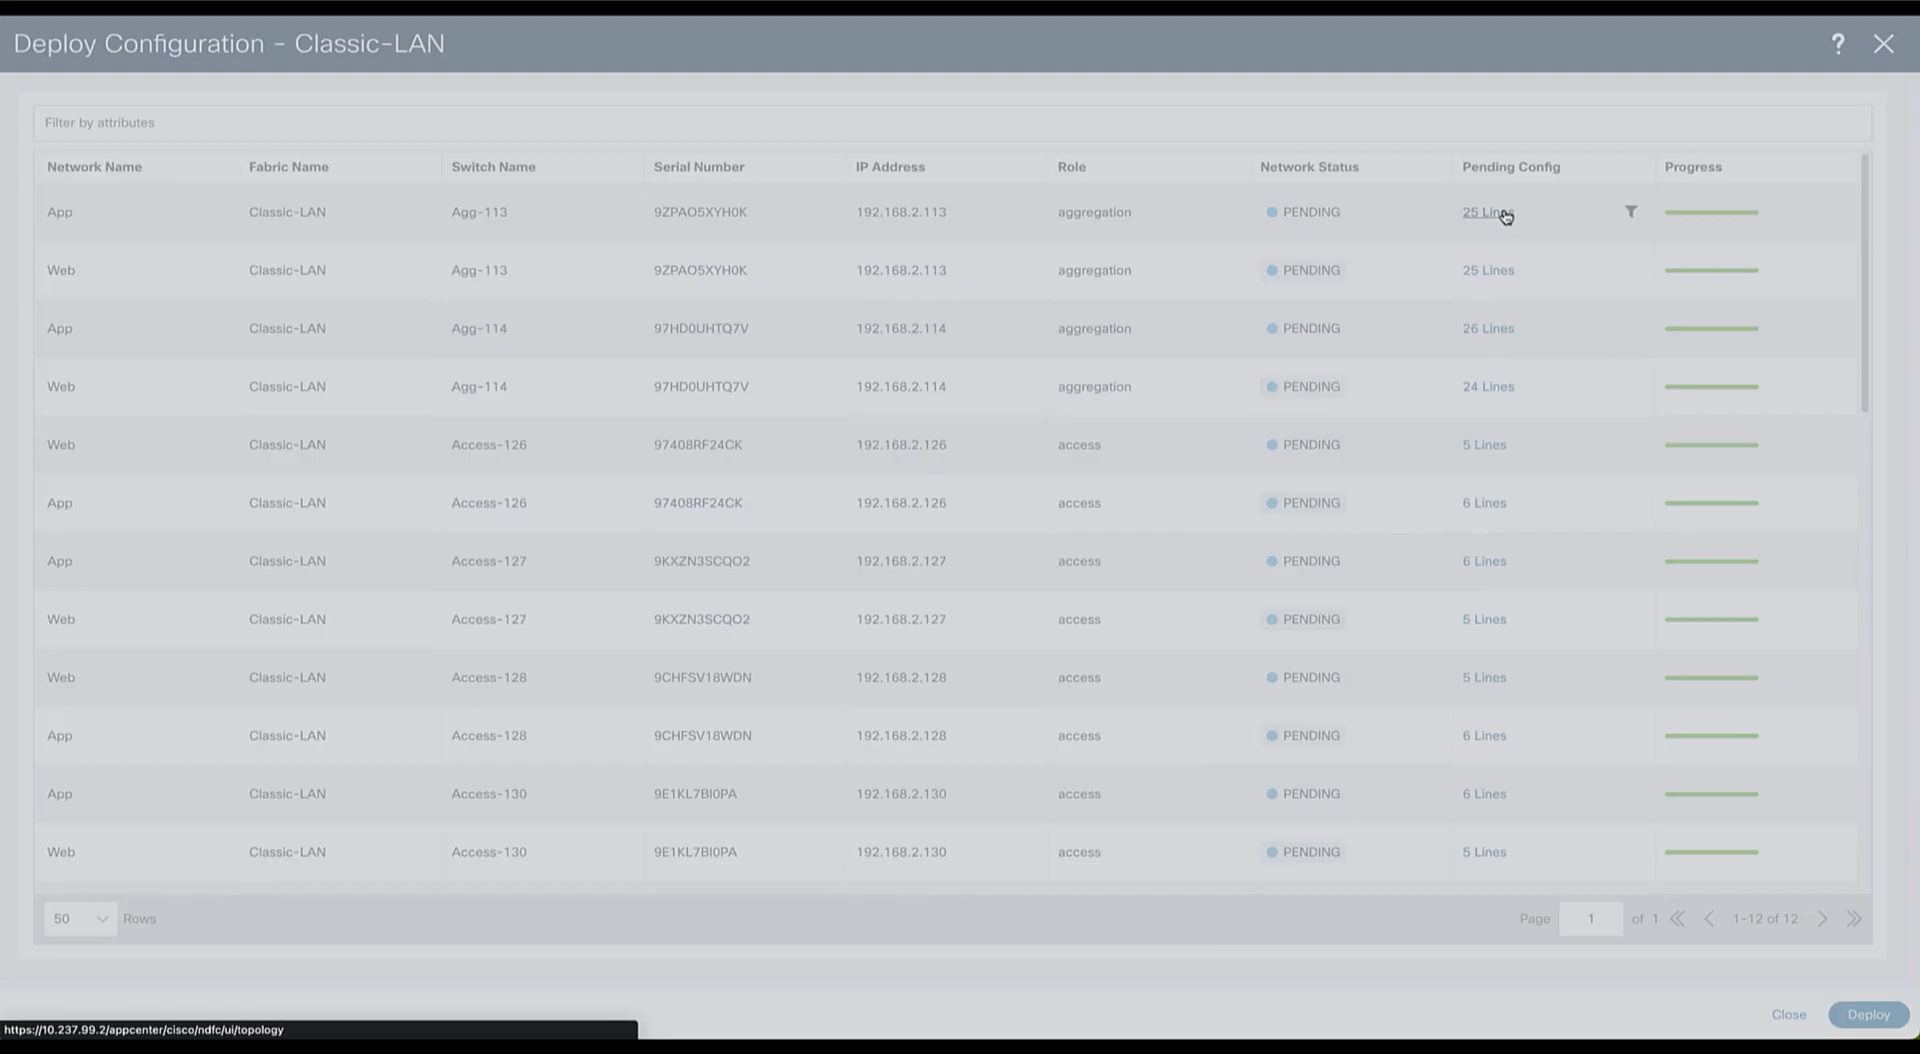 Deploy Configuration - Classic-LAN ?
Filter by attributes
Network Name Fabric Name Switch Name Serial Number IP Address Role Network Status Pending Config Progress
App Classic-LAN Agg-113 9ZPAO5XYH0K 192.168.2.113 aggregation PENDING 25 Lines
Web Classic-LAN Agg-113 9ZPAO5XYH0K 192.168.2.113 aggregation PENDING 25 Lines
App Classic-LAN Agg-114 97HD0UHTQ7V 192.168.2.114 aggregation PENDING 26 Lines
Web Classic-LAN Agg-114 97HD0UHTQ7V 192.168.2.114 aggregation PENDING 24 Lines
Web Classic-LAN Access-126 97408RF24CK 192.168.2.126 access PENDING 5 Lines
App Classic-LAN Access-126 97408RF24CK 192.168.2.126 access PENDING 6 Lines
App Classic-LAN Access-127 9KXZN3SCQO2 192.168.2.127 access PENDING 6 Lines
Web Classic-LAN Access-127 9KXZN3SCQO2 192.168.2.127 access PENDING 5 Lines
Web Classic-LAN Access-128 9CHFSV18WDN 192.168.2.128 access PENDING 5 Lines
App Classic-LAN Access-128 9CHFSV18WDN 192.168.2.128 access PENDING 6 Lines
App Classic-LAN Access-130 9E1KL7BI0PA 192.168.2.130 access PENDING 6 Lines
Web Classic-LAN Access-130 9E1KL7BI0PA 192.168.2.130 access PENDING 5 Lines
50 Rows Page 1 of 1 1-12 of 12
Close Deploy
https://10.237.99.2/appcenter/cisco/ndfc/ui/topology